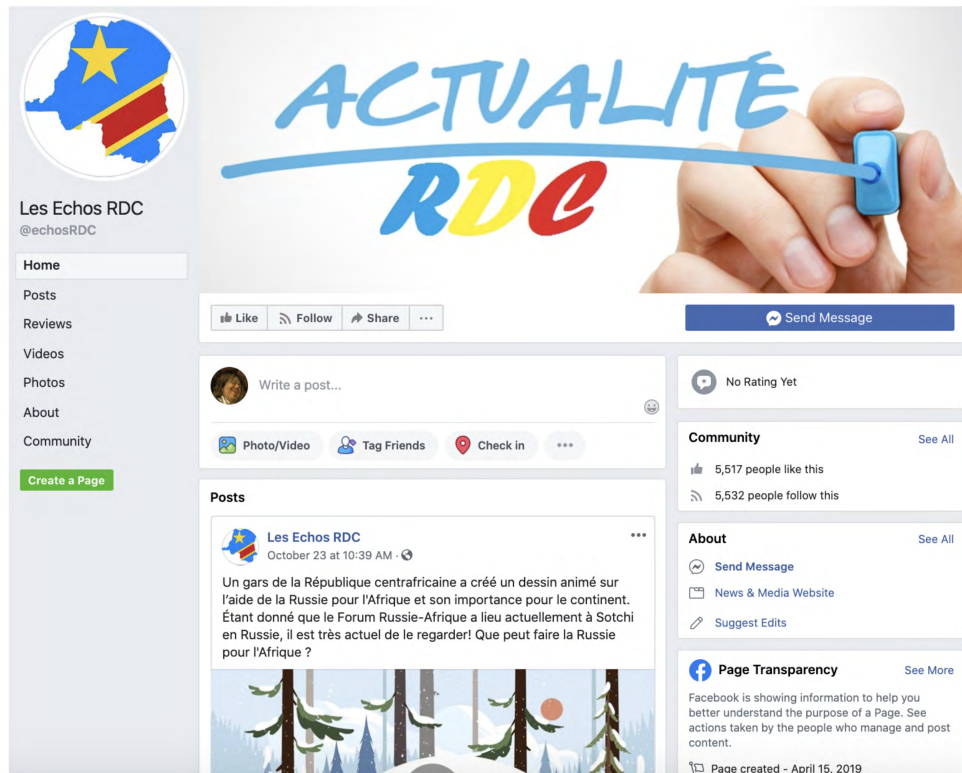 ACTUALITÉ
RDC
Les Echos RDC
@echosRDC
Home
Posts
Reviews
Videos
Photos
About
Community
Create a Page
Like
Follow
Share
Send Message
Write a post...
Photo/Video
Tag Friends
Check in
Posts
Les Echos RDC
October 23 at 10:39 AM ·
Un gars de la République centrafricaine a créé un dessin animé sur
l'aide de la Russie pour l'Afrique et son importance pour le continent.
Étant donné que le Forum Russie-Afrique a lieu actuellement à Sotchi
en Russie, il est très actuel de le regarder! Que peut faire la Russie
pour l'Afrique ?
No Rating Yet
Community
See All
5,517 people like this
5,532 people follow this
About
See All
Send Message
News & Media Website
Suggest Edits
Page Transparency
See More
Facebook is showing information to help you
better understand the purpose of a Page. See
actions taken by the people who manage and post
content.
Page created - April 15, 2019